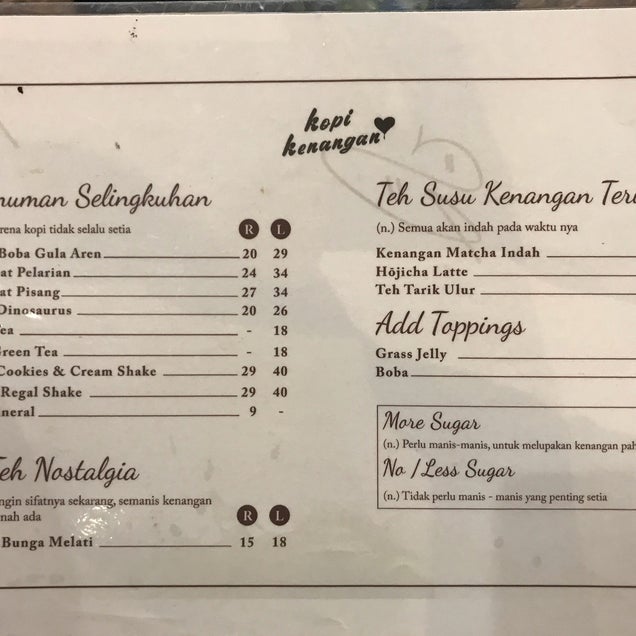 kopi
kenangan
numan Selingkuhan
rena kopi tidak selalu setia
R L
Boba Gula Aren 20 29
at Pelarian 24 34
at Pisang 27 34
Dinosaurus 20 26
ea - 18
Green Tea - 18
Cookies & Cream Shake 29 40
Regal Shake 29 40
neral 9 -
Teh Nostalgia
ngin sifatnya sekarang, semanis kenangan
nah ada
R L
Bunga Melati 15 18
Teh Susu Kenangan Teri
(n.) Semua akan indah pada waktu nya
Kenangan Matcha Indah
Hōjicha Latte
Teh Tarik Ulur
Add Toppings
Grass Jelly
Boba
More Sugar
(n.) Perlu manis-manis, untuk melupakan kenangan pah
No / Less Sugar
(n.) Tidak perlu manis - manis yang penting setia